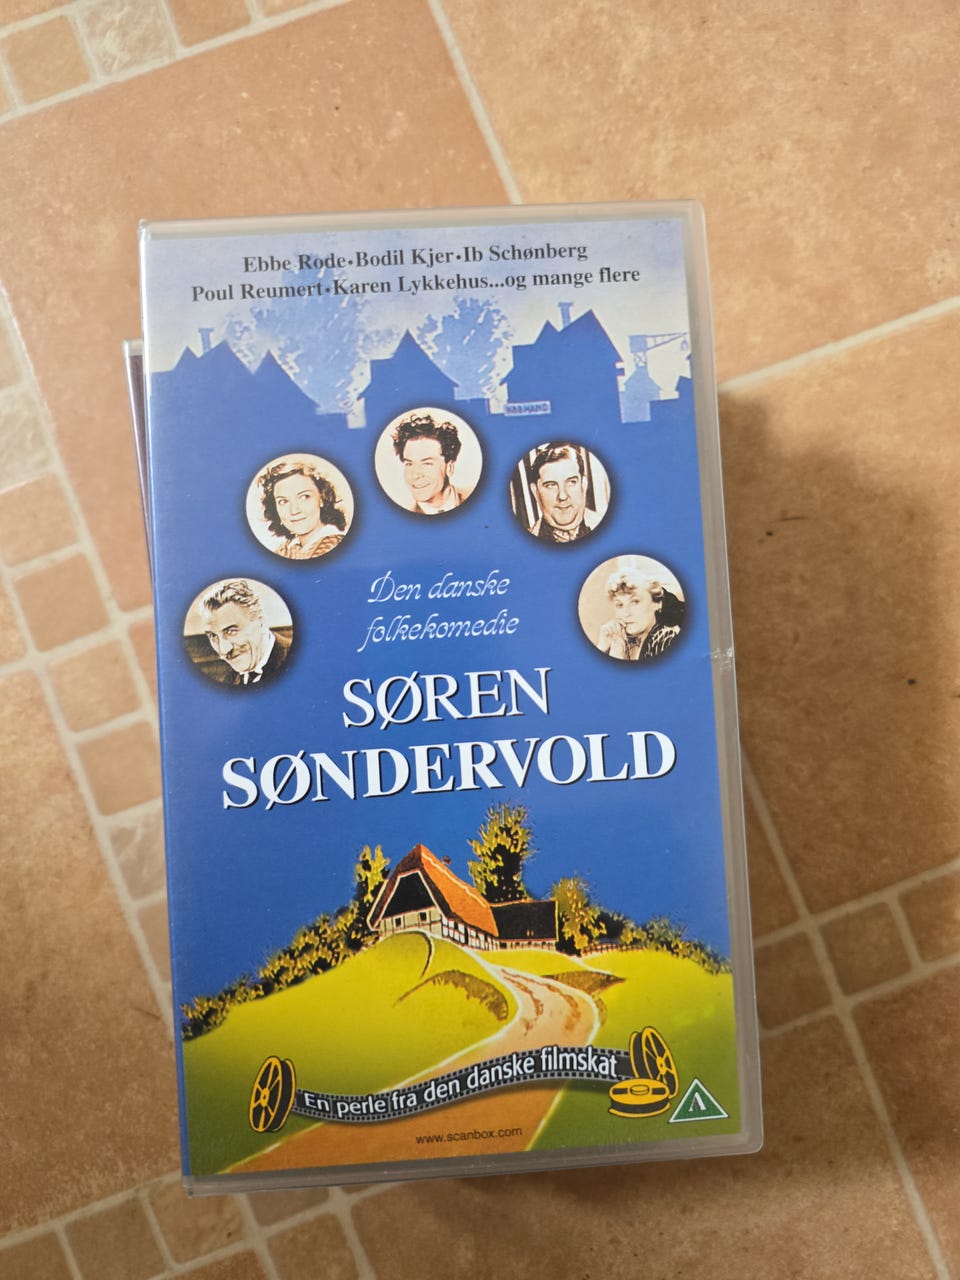 Ebbe Rode•Bodil Kjer•Ib Schønberg
Poul Reumert•Karen Lykkehus...og mange flere
KØBMAND
Den danske
folkekomedie
SØREN
SØNDERVOLD
En perle fra den danske filmskat
www.scanbox.com